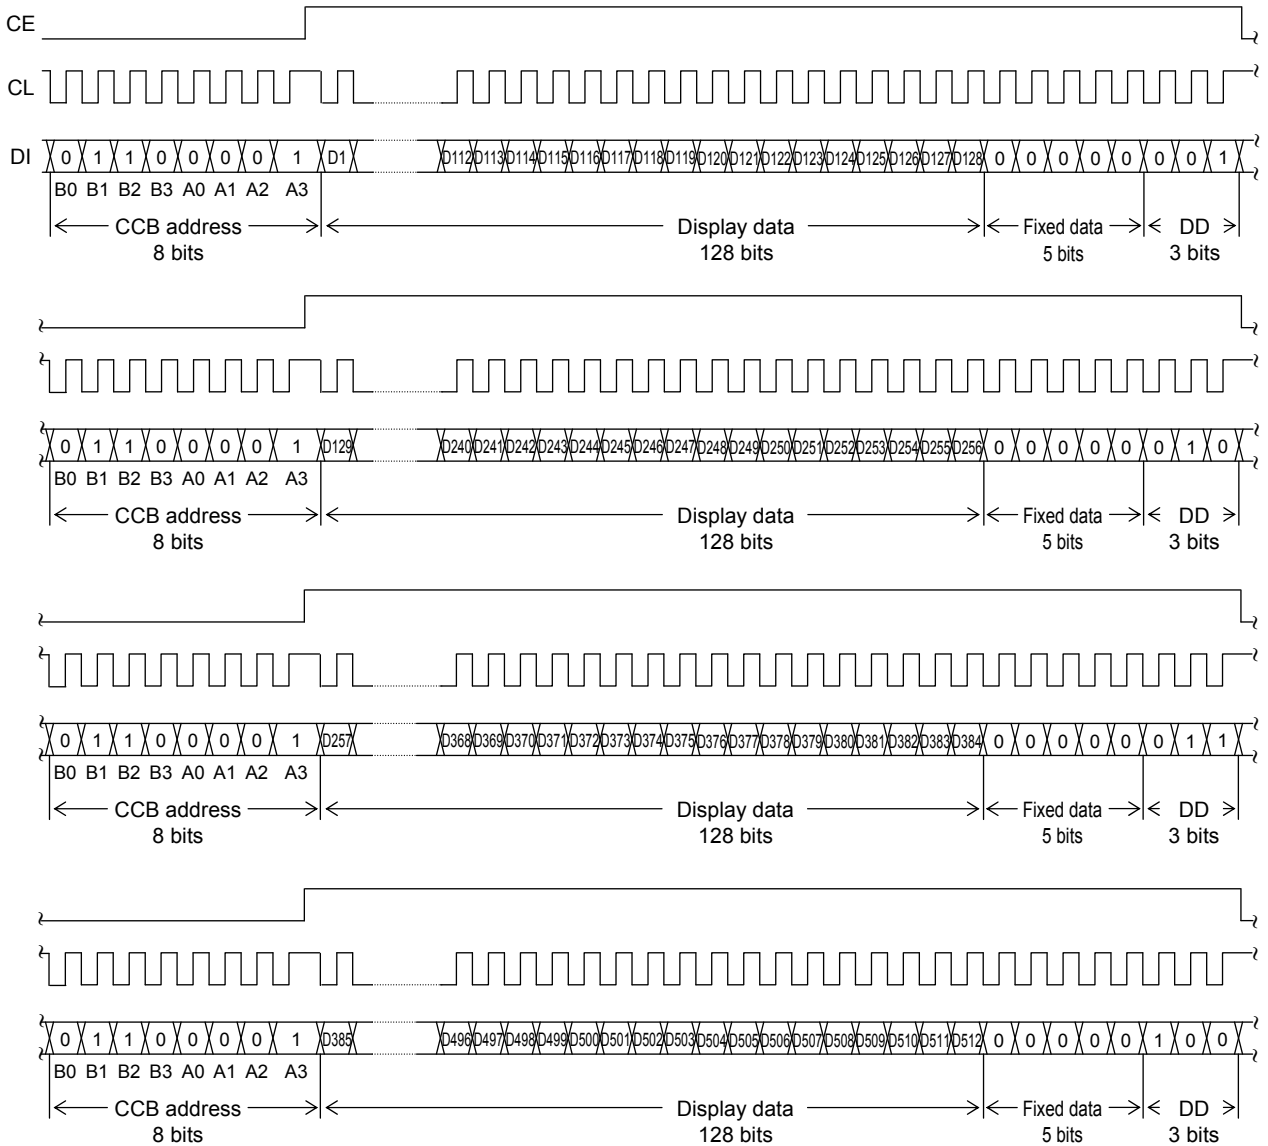 CE
CL
DI 0 1 1 0 0 0 0 1 D1 D112 D113 D114 D115 D116 D117 D118 D119 D120 D121 D122 D123 D124 D125 D126 D127 D128 0 0 0 0 0 0 0 1
B0 B1 B2 B3 A0 A1 A2 A3
CCB address Display data Fixed data DD
8 bits 128 bits 5 bits 3 bits
0 1 1 0 0 0 0 1 D129 D240 D241 D242 D243 D244 D245 D246 D247 D248 D249 D250 D251 D252 D253 D254 D255 D256 0 0 0 0 0 0 1 0
B0 B1 B2 B3 A0 A1 A2 A3
CCB address Display data Fixed data DD
8 bits 128 bits 5 bits 3 bits
0 1 1 0 0 0 0 1 D257 D368 D369 D370 D371 D372 D373 D374 D375 D376 D377 D378 D379 D380 D381 D382 D383 D384 0 0 0 0 0 0 1 1
B0 B1 B2 B3 A0 A1 A2 A3
CCB address Display data Fixed data DD
8 bits 128 bits 5 bits 3 bits
0 1 1 0 0 0 0 1 D385 D496 D497 D498 D499 D500 D501 D502 D503 D504 D505 D506 D507 D508 D509 D510 D511 D512 0 0 0 0 0 1 0 0
B0 B1 B2 B3 A0 A1 A2 A3
CCB address Display data Fixed data DD
8 bits 128 bits 5 bits 3 bits